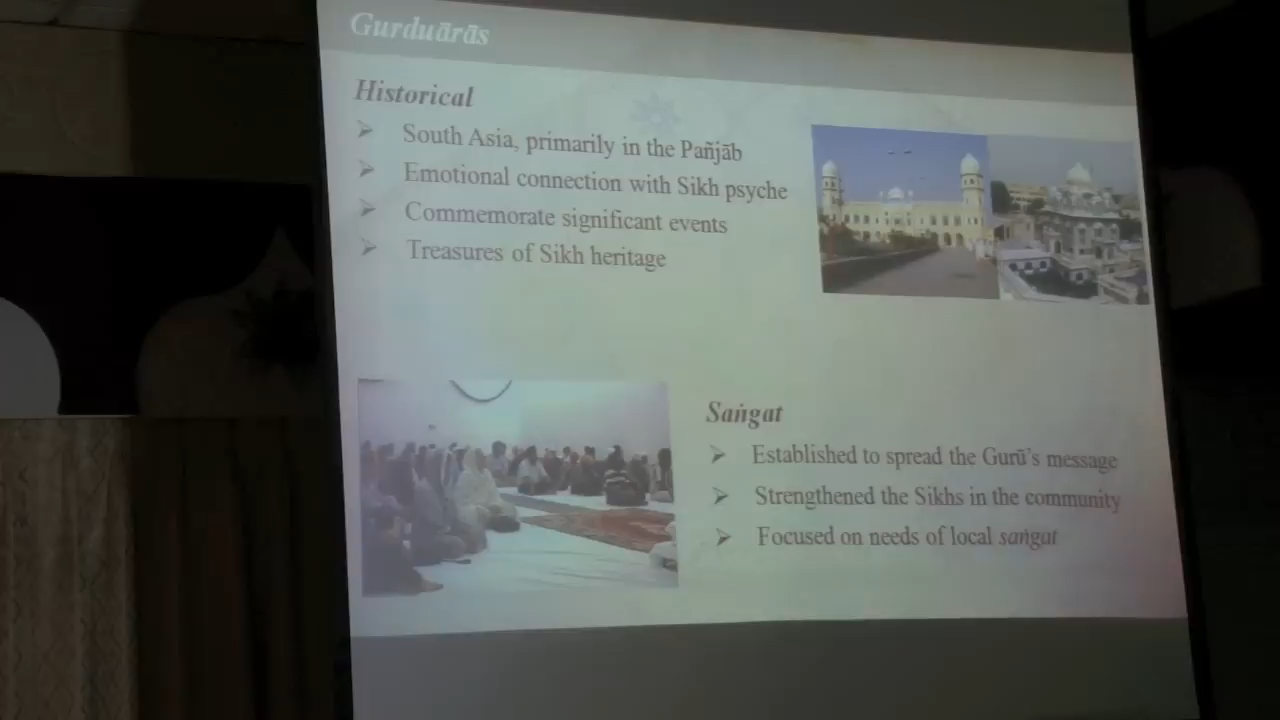 Gurduārās
Historical
South Asia, primarily in the Pañjāb
Emotional connection with Sikh psyche
Commemorate significant events
Treasures of Sikh heritage
Saṅgat
Established to spread the Gurū's message
Strengthened the Sikhs in the community
Focused on needs of local saṅgat